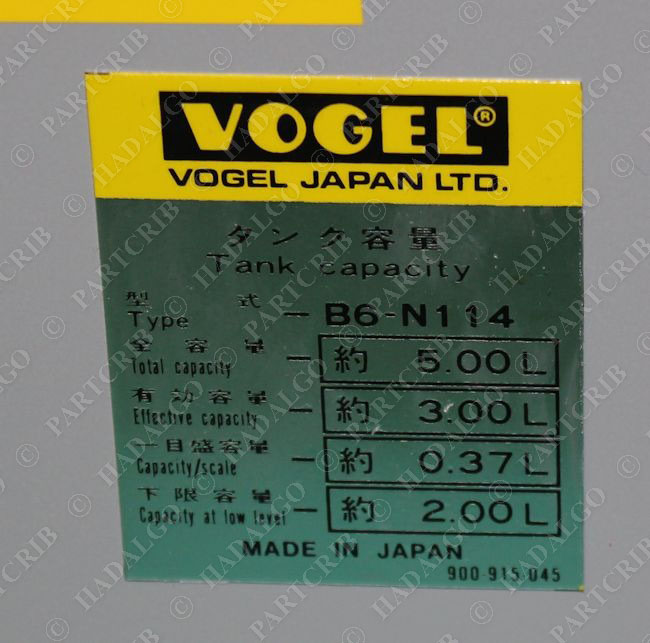 VOGEL®
VOGEL JAPAN LTD.
タンク容量
Tank capacity
型式
Type - B6-N114
全容量 - 約 5.00L
Total capacity
有効容量 - 約 3.00L
Effective capacity
一目盛容量 - 約 0.37L
Capacity/scale
下限容量 - 約 2.00L
Capacity at low level
MADE IN JAPAN
900-915-045
© PARTCRIB
© HADALGO